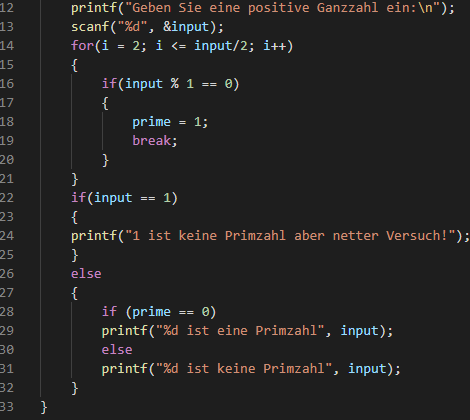 12 printf("Geben Sie eine positive Ganzzahl ein:\n");
13 scanf("%d", &input);
14 for(i = 2; i <= input/2; i++)
15 {
16 if(input % 1 == 0)
17 {
18 prime = 1;
19 break;
20 }
21 }
22 if(input == 1)
23 {
24 printf("1 ist keine Primzahl aber netter Versuch!");
25 }
26 else
27 {
28 if (prime == 0)
29 printf("%d ist eine Primzahl", input);
30 else
31 printf("%d ist keine Primzahl", input);
32 }
33 }